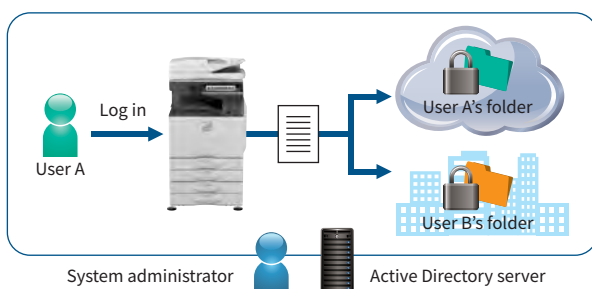 Log in
User A
User A's folder
User B's folder
System administrator
Active Directory server